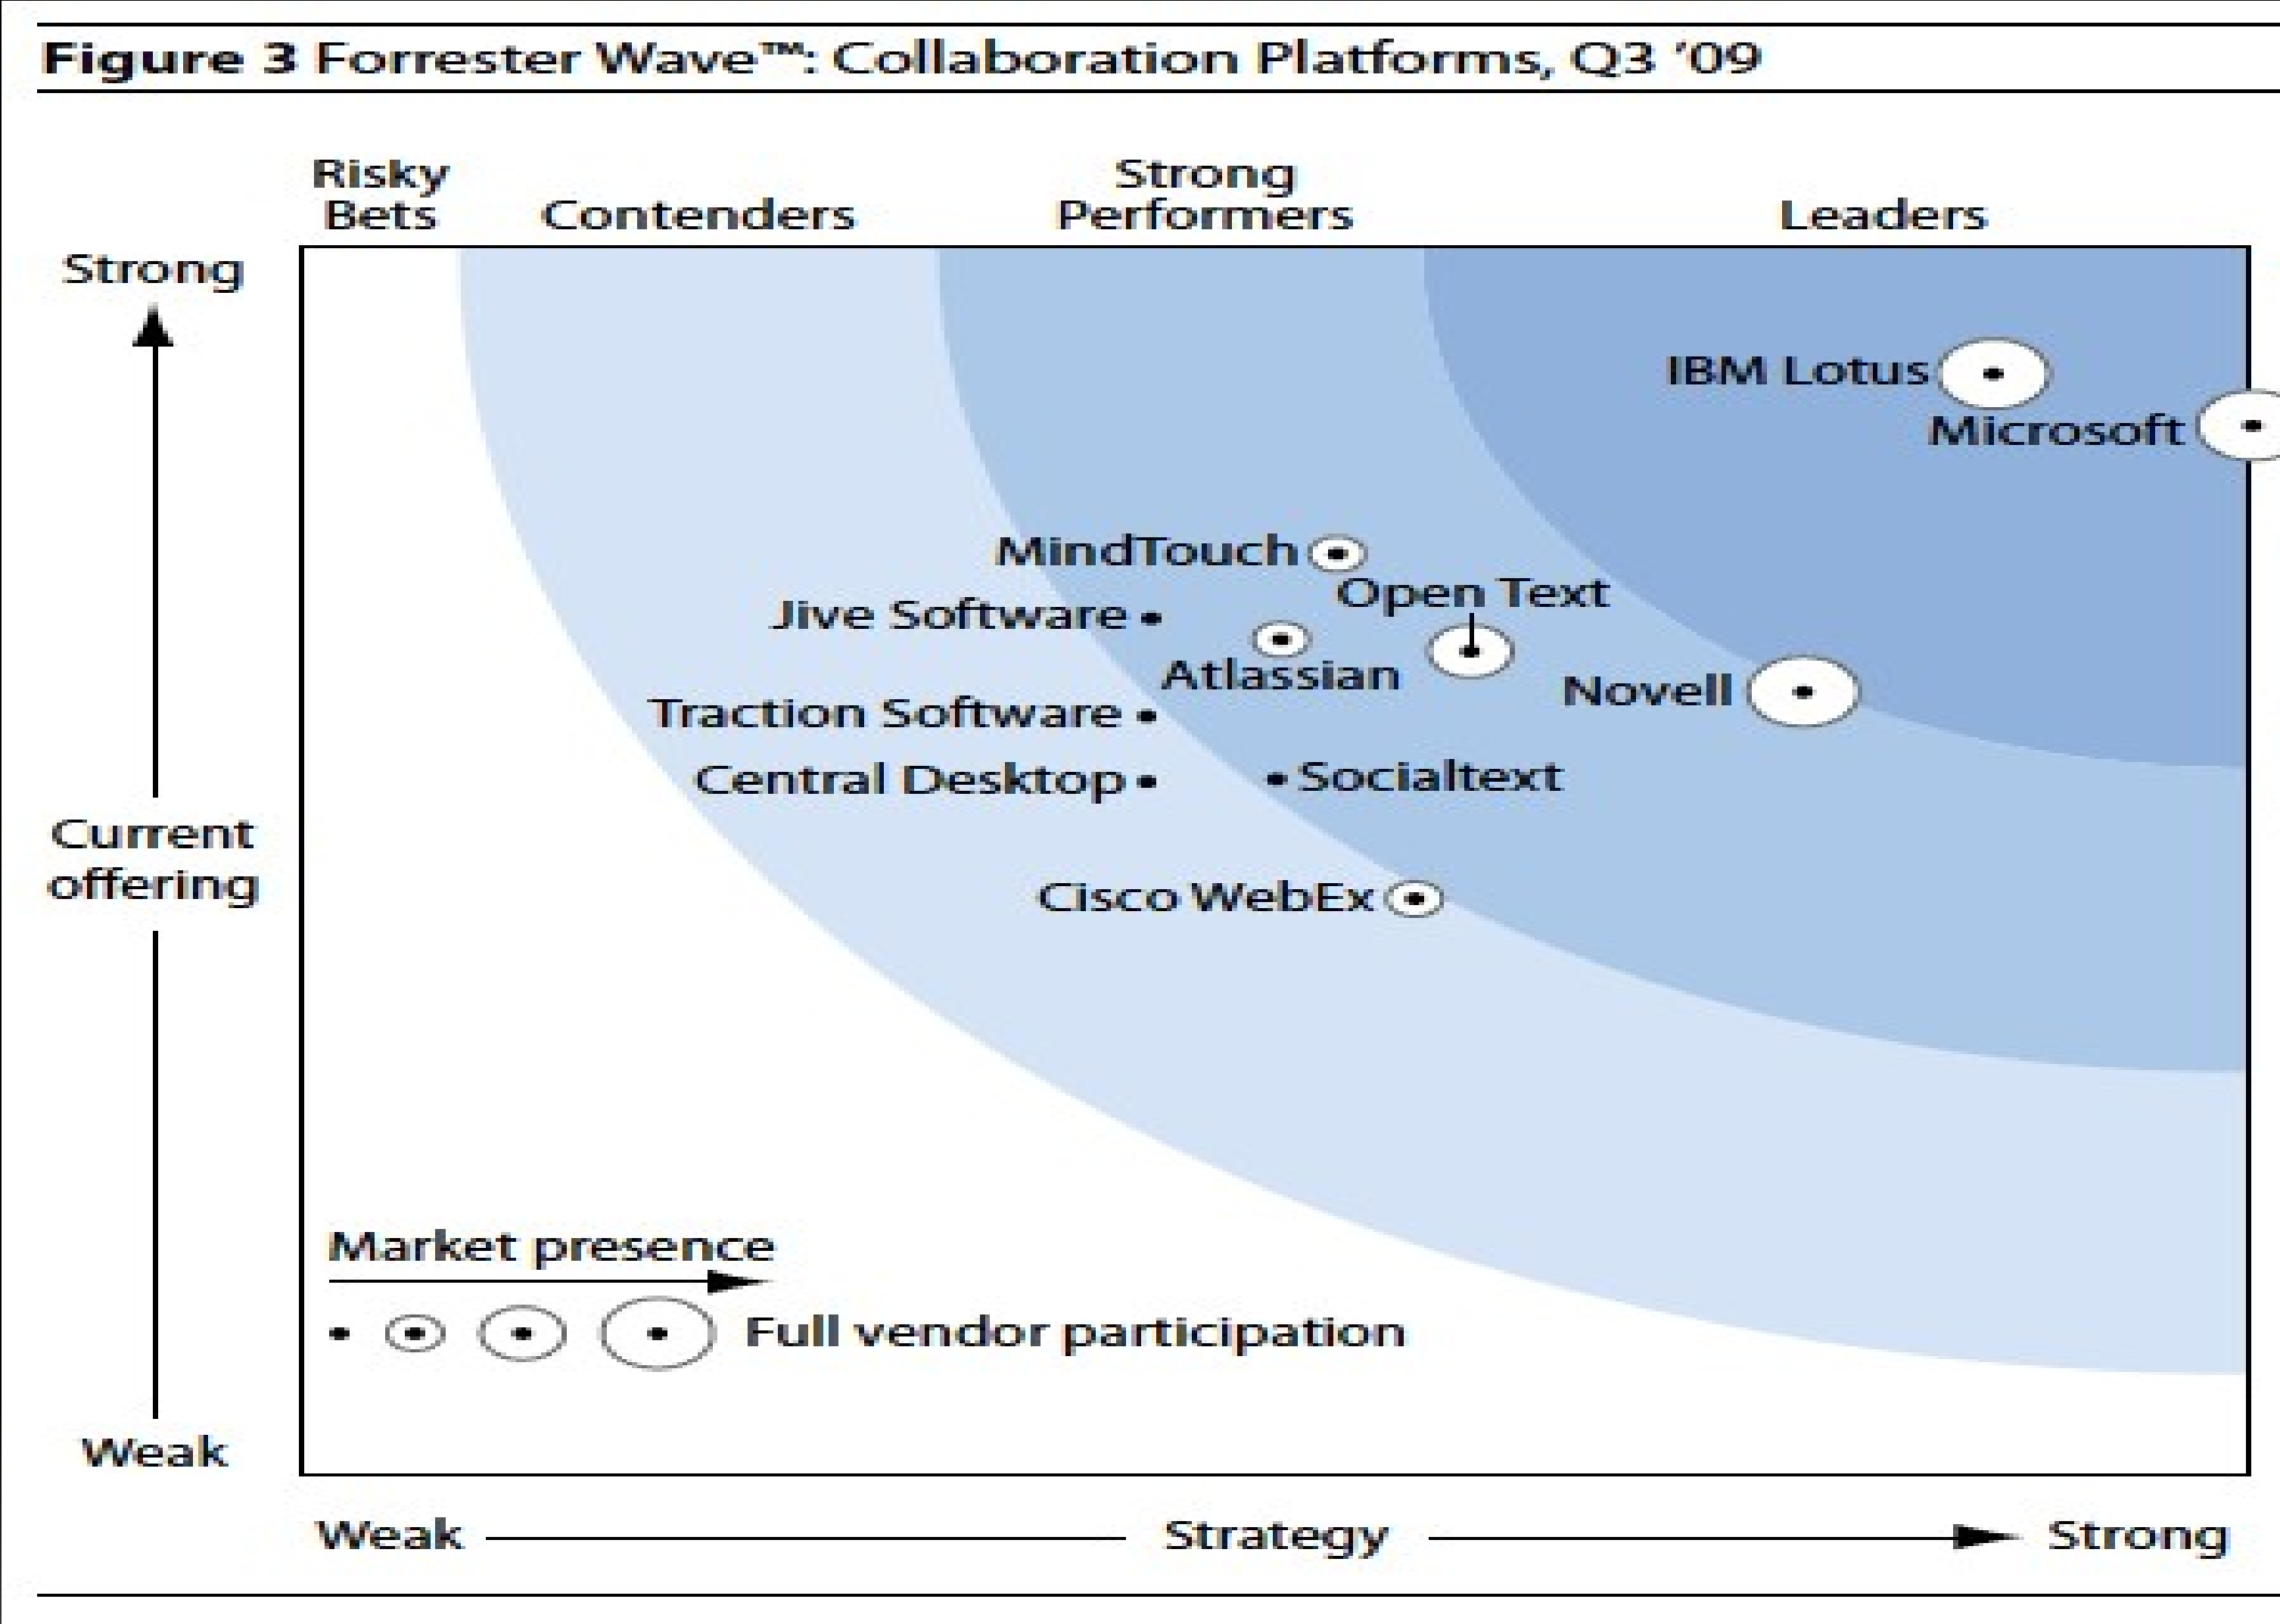 Figure 3 Forrester Wave™: Collaboration Platforms, Q3 ’09
Risky
Bets
Contenders
Strong
Performers
Leaders
Strong
IBM Lotus
Microsoft
MindTouch
Open Text
Jive Software
Atlassian
Novell
Traction Software
Central Desktop
Socialtext
Current
offering
Cisco WebEx
Market presence
Full vendor participation
Weak
Weak
Strategy
Strong